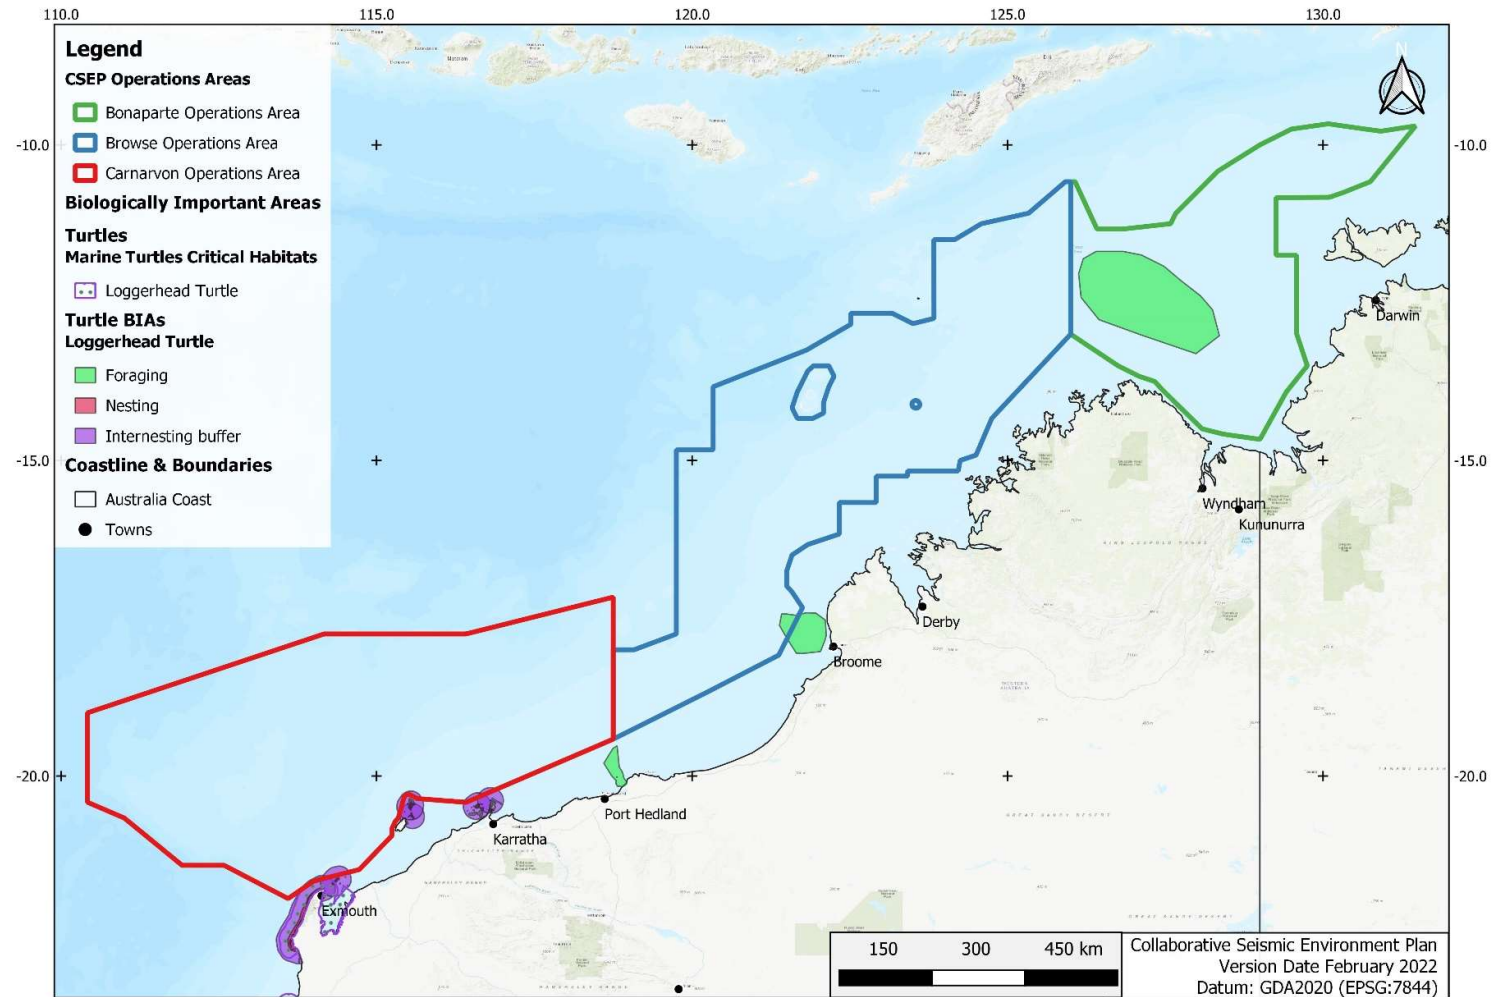 110.0 115.0 120.0 125.0 130.0
Legend
CSEP Operations Areas
Bonaparte Operations Area
Browse Operations Area
Carnarvon Operations Area
Biologically Important Areas
Turtles
Marine Turtles Critical Habitats
Loggerhead Turtle
Turtle BIAs
Loggerhead Turtle
Foraging
Nesting
Internesting buffer
Coastline & Boundaries
Australia Coast
Towns
N
-10.0 -10.0
Darwin
-15.0 -15.0
Wyndham
Kununurra
Derby
Broome
-20.0 -20.0
Port Hedland
Karratha
Exmouth
GREAT SANDY DESERT
150 300 450 km
Collaborative Seismic Environment Plan
Version Date February 2022
Datum: GDA2020 (EPSG:7844)